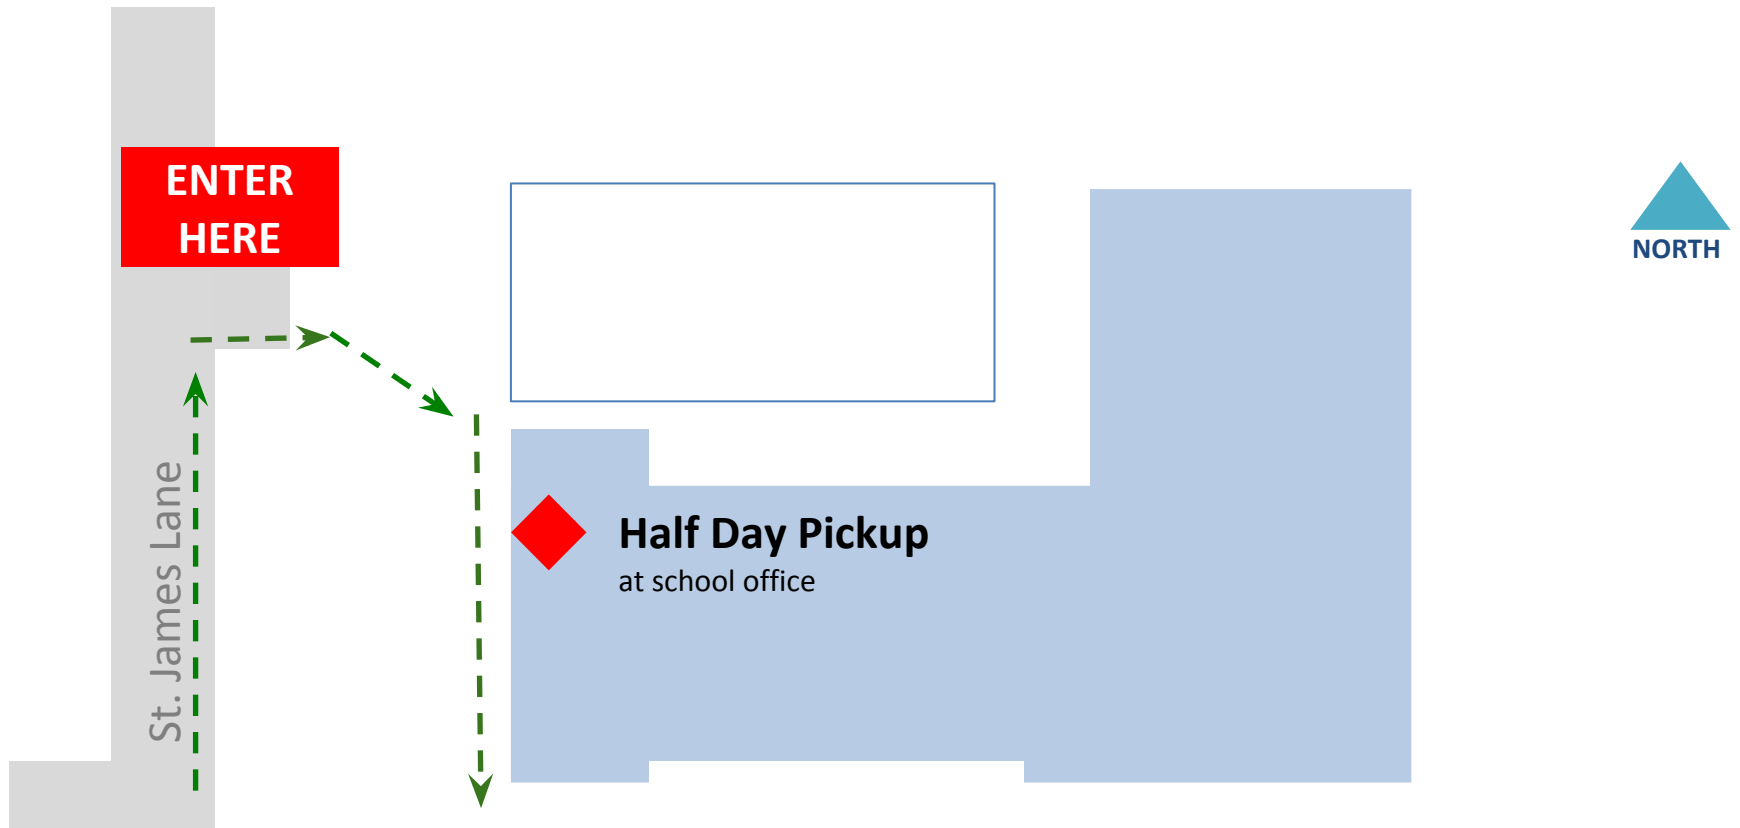 ENTER
HERE
NORTH
St. James Lane
Half Day Pickup
at school office